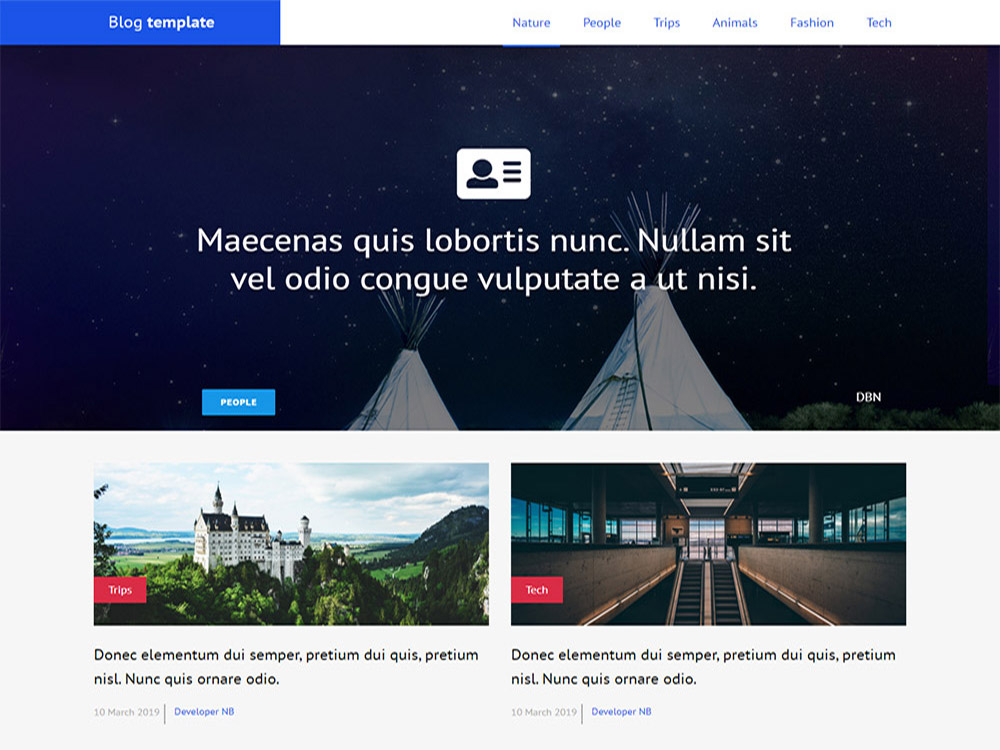 Blog template
Nature People Trips Animals Fashion Tech
Maecenas quis lobortis nunc. Nullam sit
vel odio congue vulputate a ut nisi.
PEOPLE
DBN
Trips
Donec elementum dui semper, pretium dui quis, pretium
nisl. Nunc quis ornare odio.
10 March 2019 Developer NB
Tech
Donec elementum dui semper, pretium dui quis, pretium
nisl. Nunc quis ornare odio.
10 March 2019 Developer NB